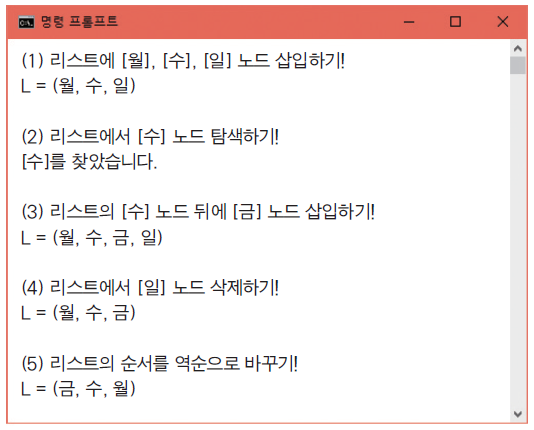 명령 프롬프트
(1) 리스트에 [월], [수], [일] 노드 삽입하기!
L = (월, 수, 일)
(2) 리스트에서 [수] 노드 탐색하기!
[수]를 찾았습니다.
(3) 리스트의 [수] 노드 뒤에 [금] 노드 삽입하기!
L = (월, 수, 금, 일)
(4) 리스트에서 [일] 노드 삭제하기!
L = (월, 수, 금)
(5) 리스트의 순서를 역순으로 바꾸기!
L = (금, 수, 월)